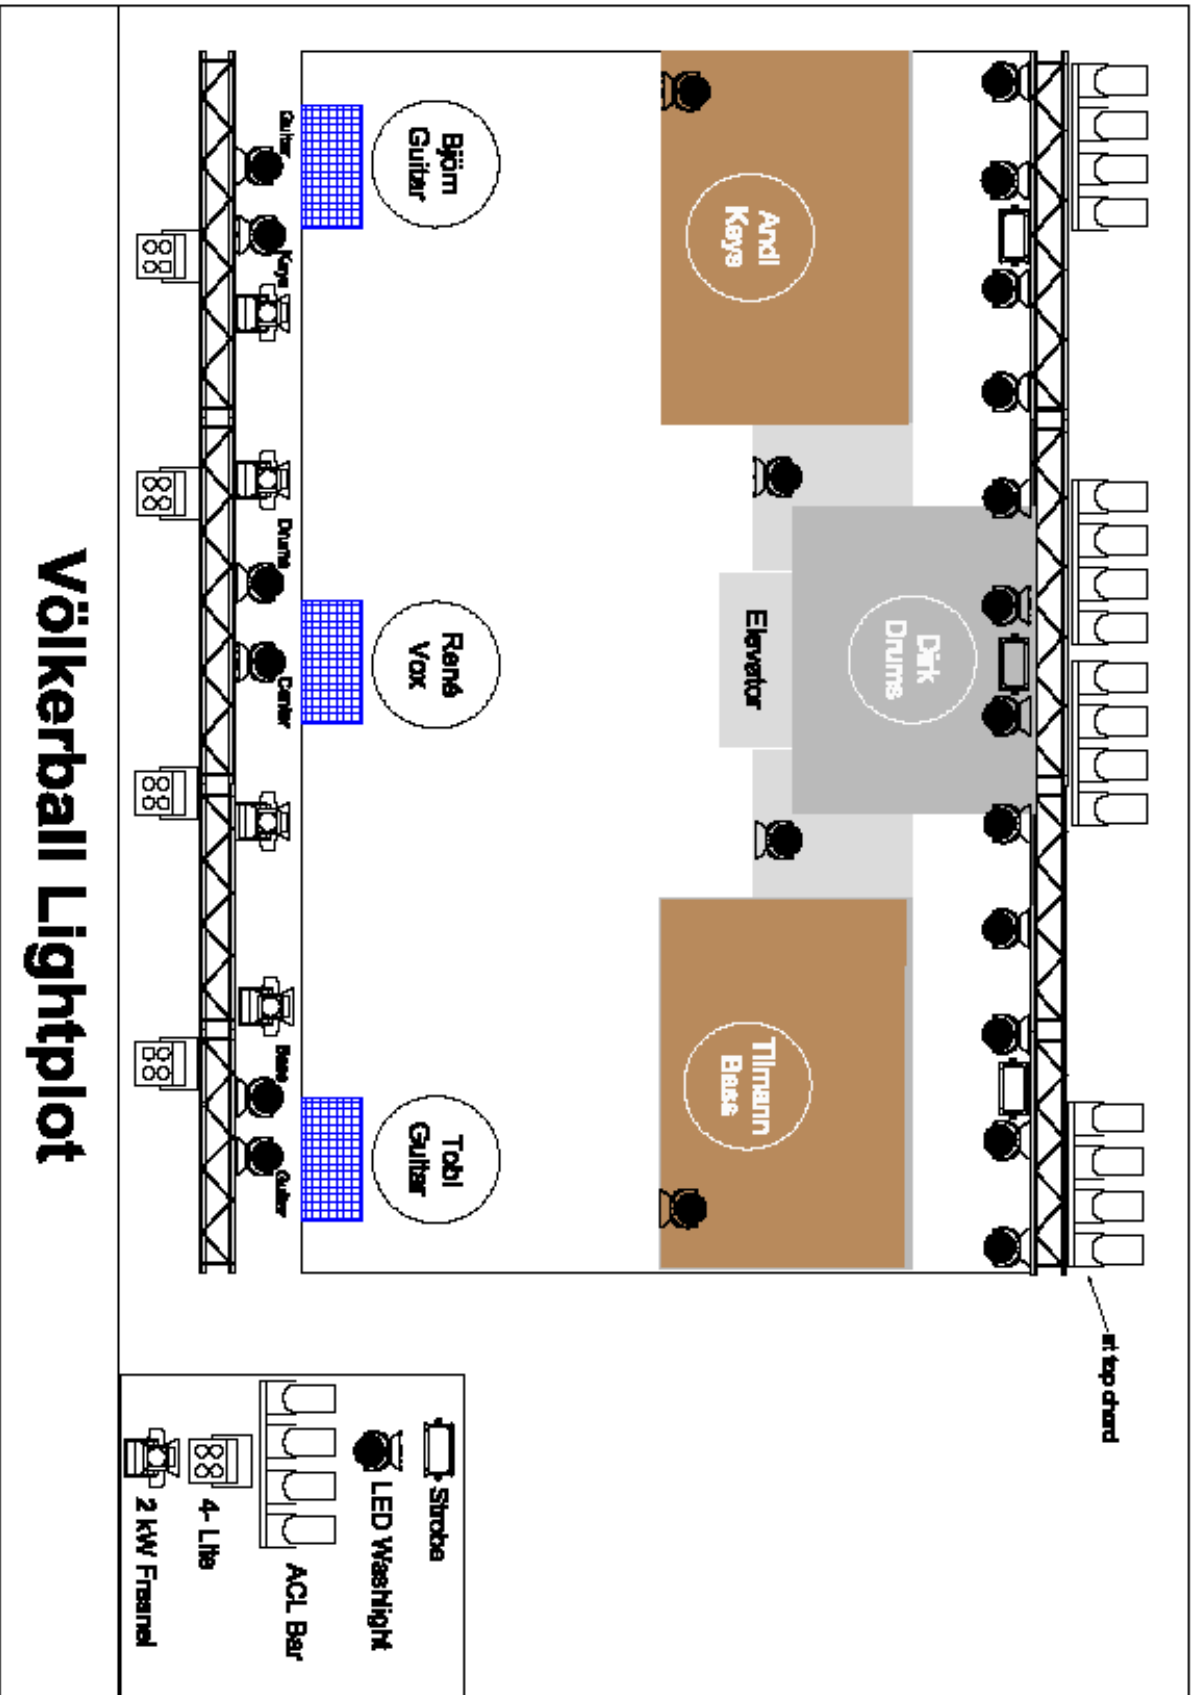 at top chord
Dirk
Drums
Andi
Keys
Tilmann
Bass
Elevator
Björn
Guitar
René
Vox
Tobi
Guitar
Guitar
Keys
Drums
Center
Bass
Guitar
Strobe
LED Washlight
ACL Bar
4- Lite
2 kW Fresnel
Völkerball Lightplot